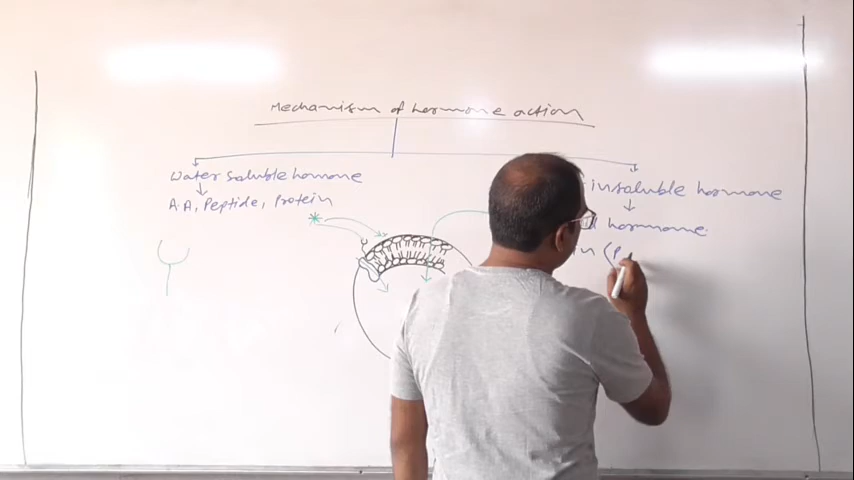 Mechanism of hormone action
Water soluble hormone
insoluble hormone
A.A, Peptide, Protein
hormone